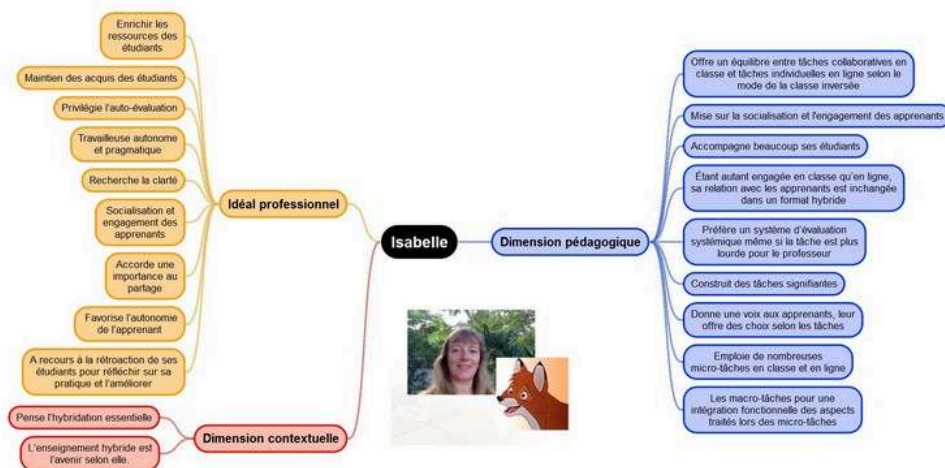 Enrichir les
ressources des
étudiants
Maintien des acquis des étudiants
Privilégie l'auto-évaluation
Travailleuse autonome
et pragmatique
Recherche la clarté
Socialisation et
engagement des
apprenants
Accorde une
importance au
partage
Favorise l'autonomie
de l'apprenant
A recours à la rétroaction de ses
étudiants pour réfléchir sur sa
pratique et l'améliorer
Idéal professionnel
Pense l'hybridation essentielle
L'enseignement hybride est
l'avenir selon elle.
Dimension contextuelle
Isabelle
Dimension pédagogique
Offre un équilibre entre tâches collaboratives en
classe et tâches individuelles en ligne selon le
mode de la classe inversée
Mise sur la socialisation et l'engagement des apprenants
Accompagne beaucoup ses étudiants
Étant autant engagée en classe qu'en ligne,
sa relation avec les apprenants est inchangée
dans un format hybride
Préfère un système d'évaluation
systémique même si la tâche est plus
lourde pour le professeur
Construit des tâches signifiantes
Donne une voix aux apprenants, leur
offre des choix selon les tâches
Emploie de nombreuses
micro-tâches en classe et en ligne
Les macro-tâches pour une
intégration fonctionnelle des aspects
traités lors des micro-tâches